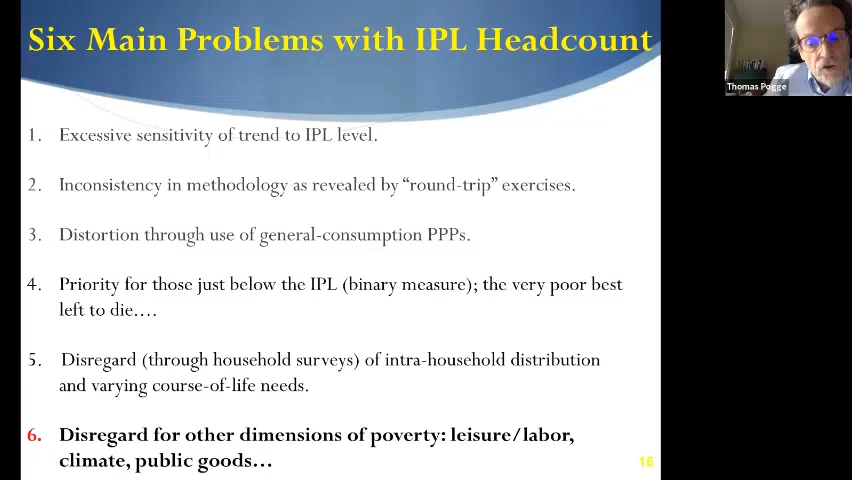 Six Main Problems with IPL Headcount
Thomas Pogge
1. Excessive sensitivity of trend to IPL level.
2. Inconsistency in methodology as revealed by “round-trip” exercises.
3. Distortion through use of general-consumption PPPs.
4. Priority for those just below the IPL (binary measure); the very poor best
left to die….
5. Disregard (through household surveys) of intra-household distribution
and varying course-of-life needs.
6. Disregard for other dimensions of poverty: leisure/labor,
climate, public goods…
16